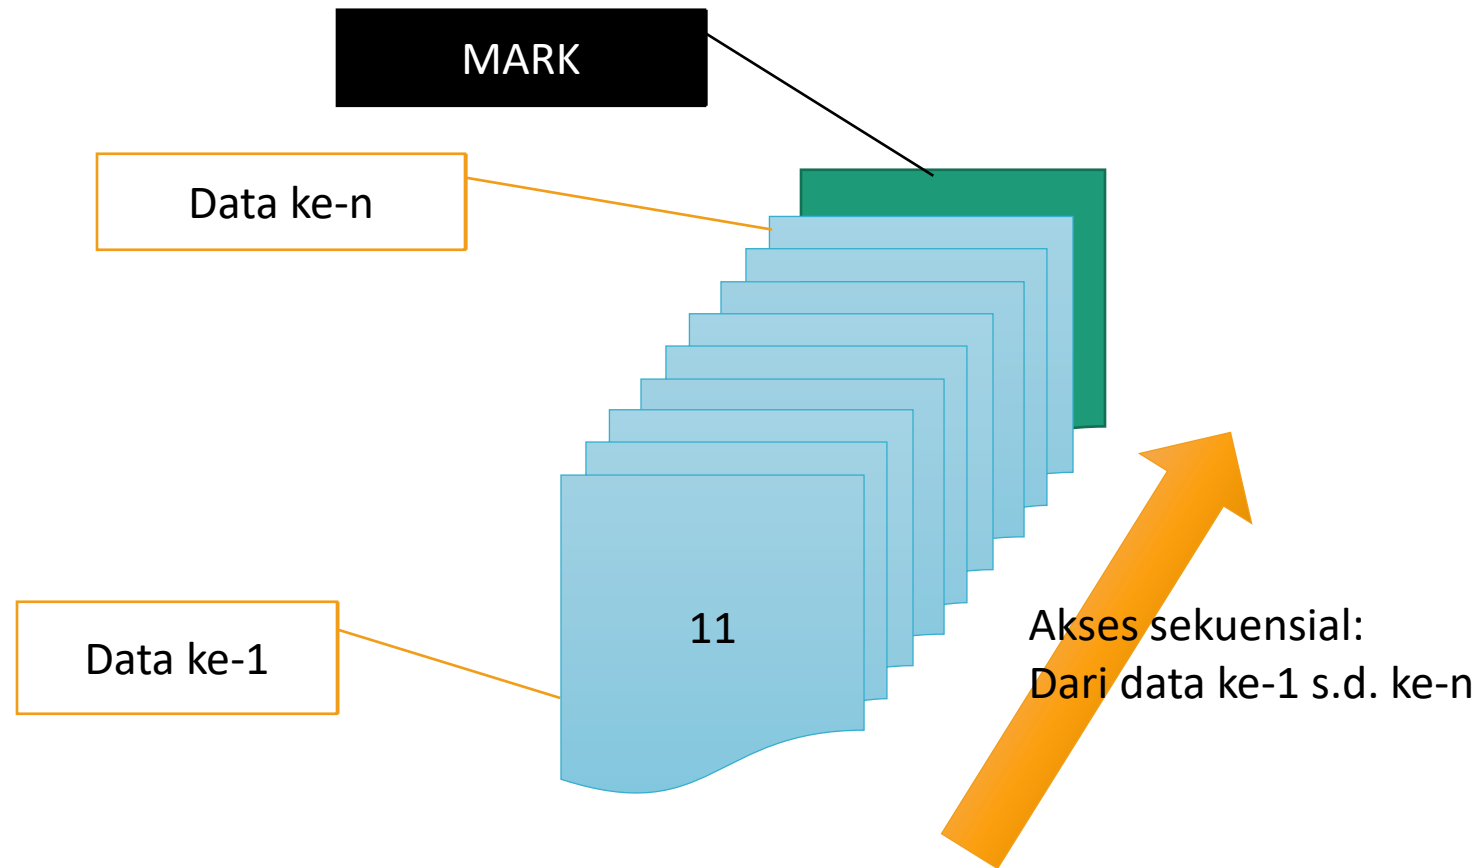 MARK
Data ke-n
Data ke-1
11
Akses sekuensial:
Dari data ke-1 s.d. ke-n